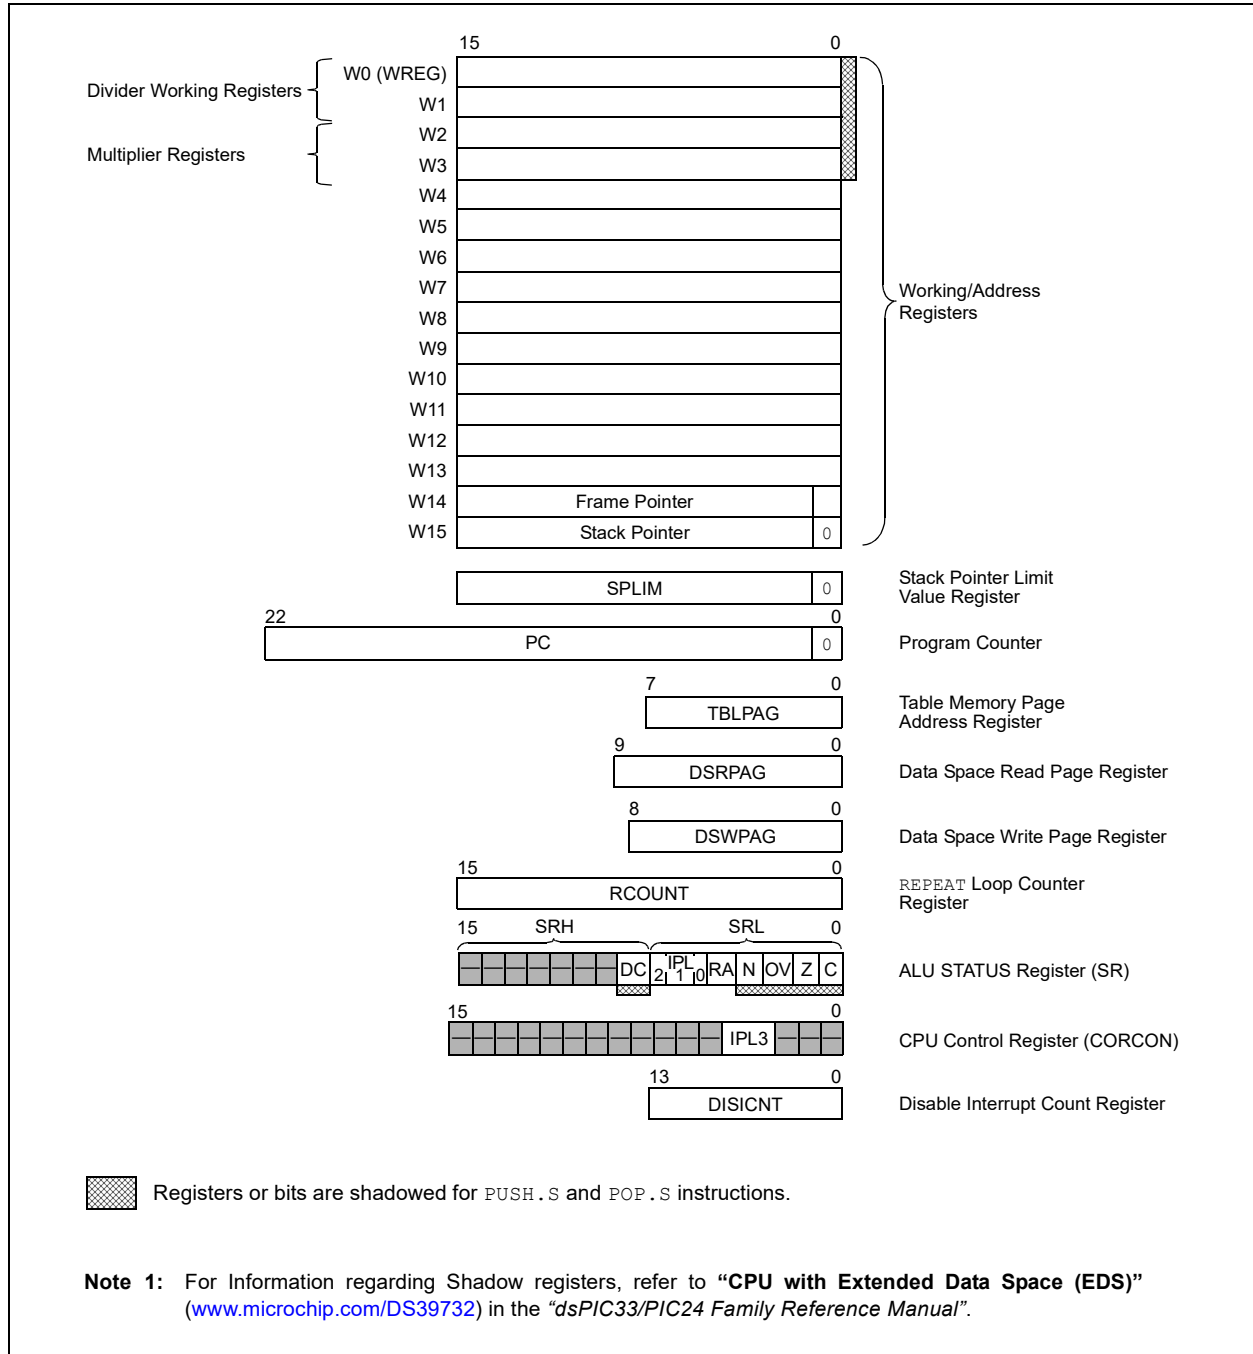 15 0
W0 (WREG)
Divider Working Registers
W1
W2
Multiplier Registers
W3
W4
W5
W6
W7
Working/Address
Registers
W8
W9
W10
W11
W12
W13
W14 Frame Pointer
W15 Stack Pointer 0
SPLIM 0
Stack Pointer Limit
Value Register
22 0
PC 0 Program Counter
7 0
TBLPAG
Table Memory Page
Address Register
9 0
DSRPAG Data Space Read Page Register
8 0
DSWPAG Data Space Write Page Register
15 0
RCOUNT
REPEAT Loop Counter
Register
15 SRH SRL 0
— — — — — — — DC 2 IPL 1 0 RA N OV Z C ALU STATUS Register (SR)
15 0
— — — — — — — — — — — — IPL3 — — — CPU Control Register (CORCON)
13 0
DISICNT Disable Interrupt Count Register
Registers or bits are shadowed for PUSH.S and POP.S instructions.
Note 1: For Information regarding Shadow registers, refer to “CPU with Extended Data Space (EDS)”
(www.microchip.com/DS39732) in the “dsPIC33/PIC24 Family Reference Manual”.